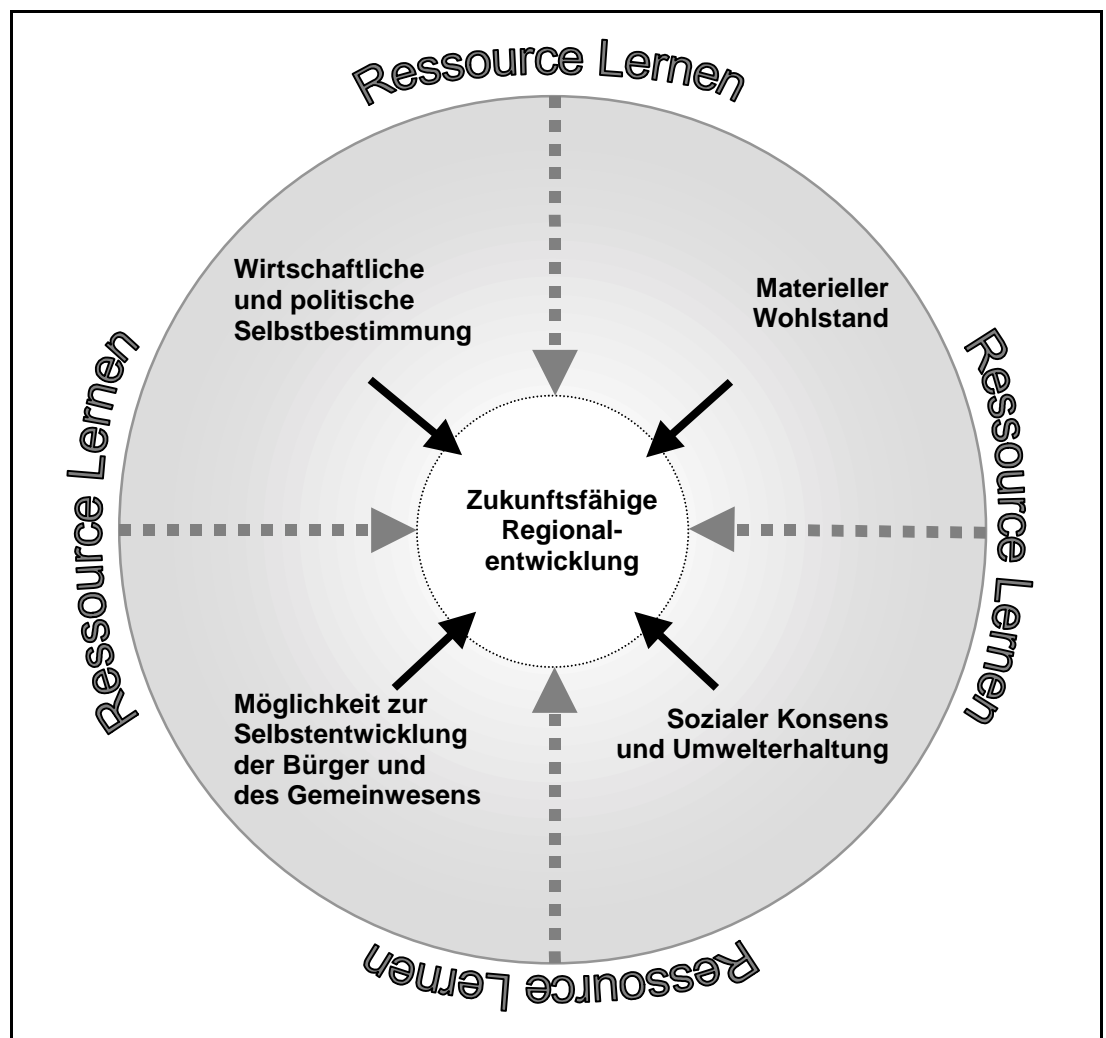 Ressource Lernen
Wirtschaftliche
und politische
Selbstbestimmung
Materieller
Wohlstand
Ressource Lernen
Ressource Lernen
Zukunftsfähige
Regional-
entwicklung
Möglichkeit zur
Selbstentwicklung
der Bürger und
des Gemeinwesens
Sozialer Konsens
und Umwelterhaltung
Ressource Lernen